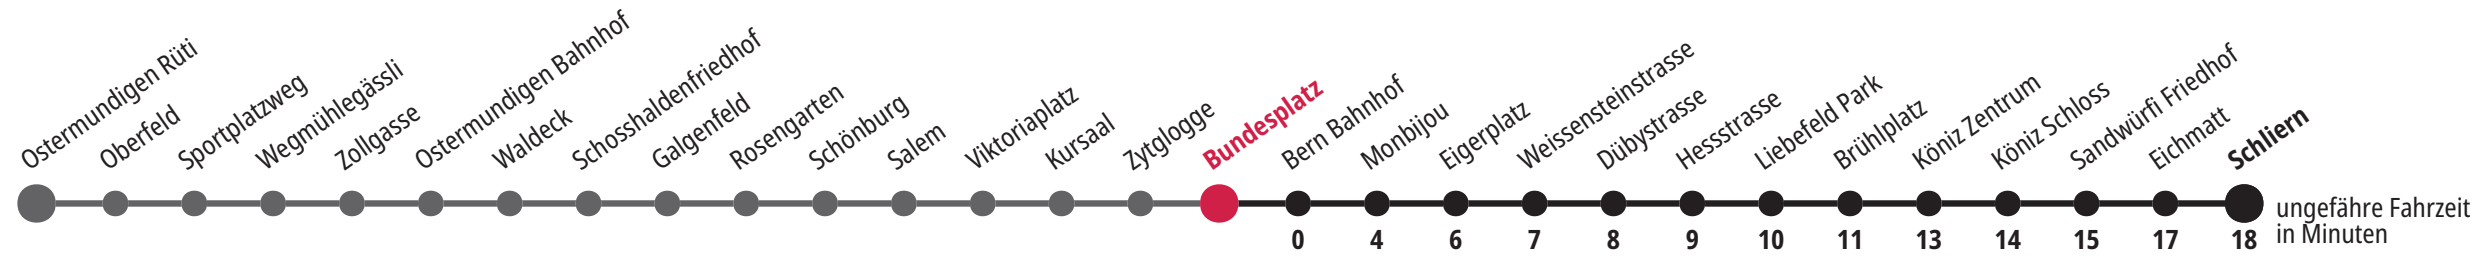 Ostermundigen Rüti
Oberfeld
Sportplatzweg
Wegmühlegässli
Zollgasse
Ostermundigen Bahnhof
Waldeck
Schosshaldenfriedhof
Galgenfeld
Rosengarten
Schönburg
Salem
Viktoriaplatz
Kursaal
Zytglogge
Bundesplatz
Bern Bahnhof
Monbijou
Eigerplatz
Weissensteinstrasse
Dübystrasse
Hessstrasse
Liebefeld Park
Brühlplatz
Köniz Zentrum
Köniz Schloss
Sandwürfi Friedhof
Eichmatt
Schliern
0 4 6 7 8 9 10 11 13 14 15 17 18
ungefähre Fahrzeit
in Minuten